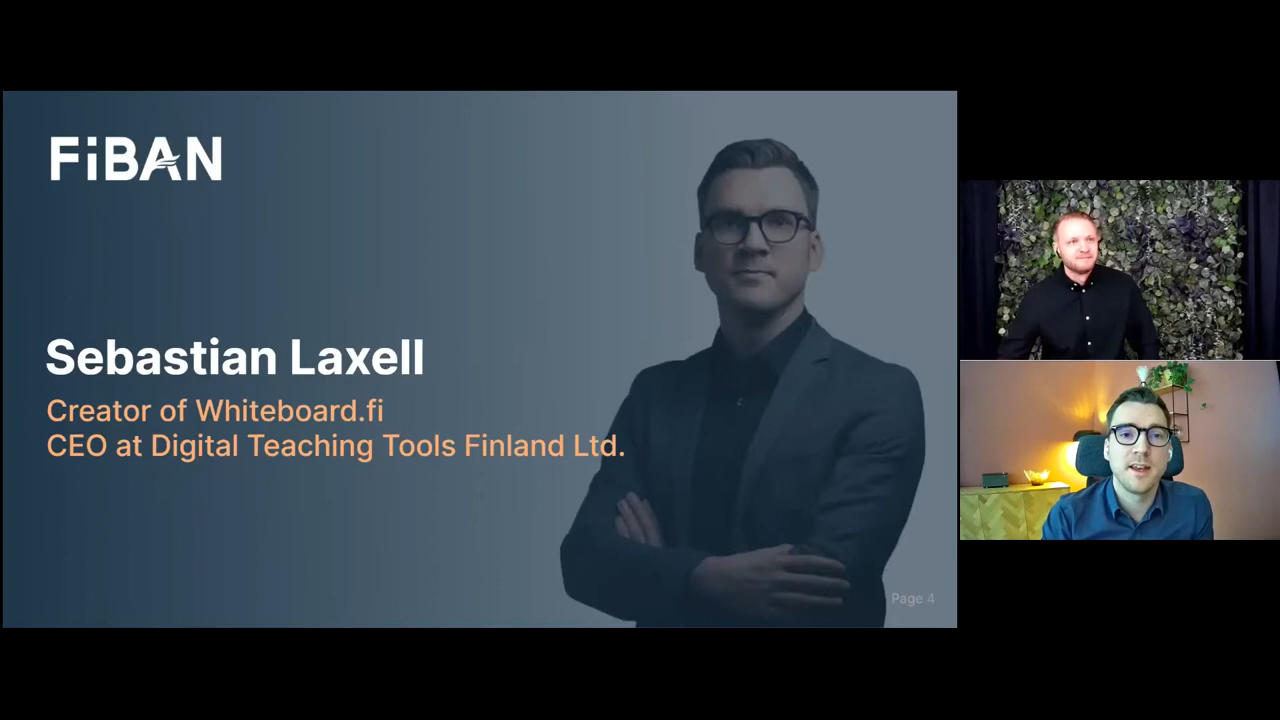 FiBAN
Sebastian Laxell
Creator of Whiteboard.fi
CEO at Digital Teaching Tools Finland Ltd.
Page 4